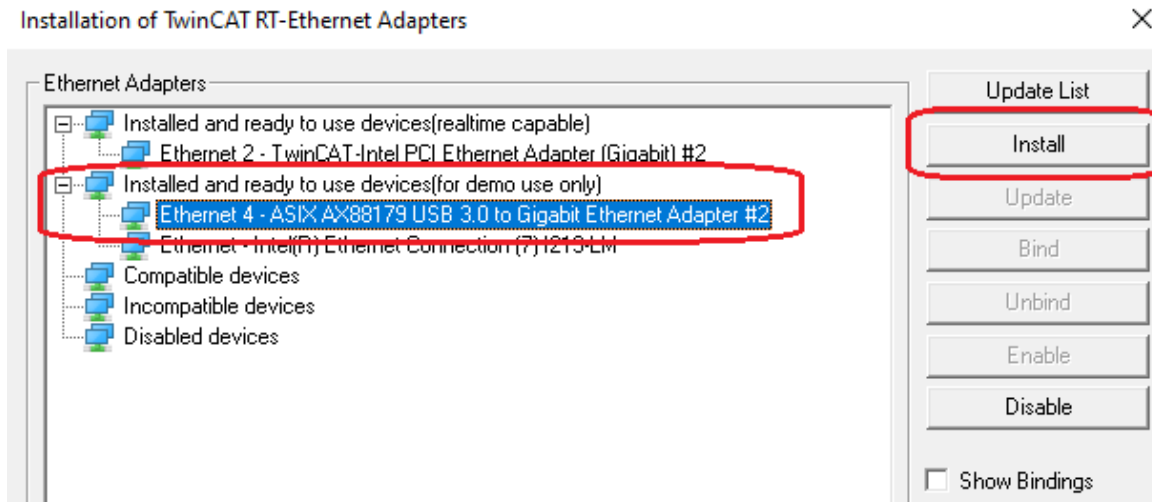 Installation of TwinCAT RT-Ethernet Adapters
Ethernet Adapters
Installed and ready to use devices(realtime capable)
Ethernet 2 - TwinCAT-Intel PCI Ethernet Adapter (Gigabit) #2
Installed and ready to use devices(for demo use only)
Ethernet 4 - ASIX AX88179 USB 3.0 to Gigabit Ethernet Adapter #2
Ethernet - Intel(R) Ethernet Connection (7) I219-LM
Compatible devices
Incompatible devices
Disabled devices
Update List
Install
Update
Bind
Unbind
Enable
Disable
Show Bindings